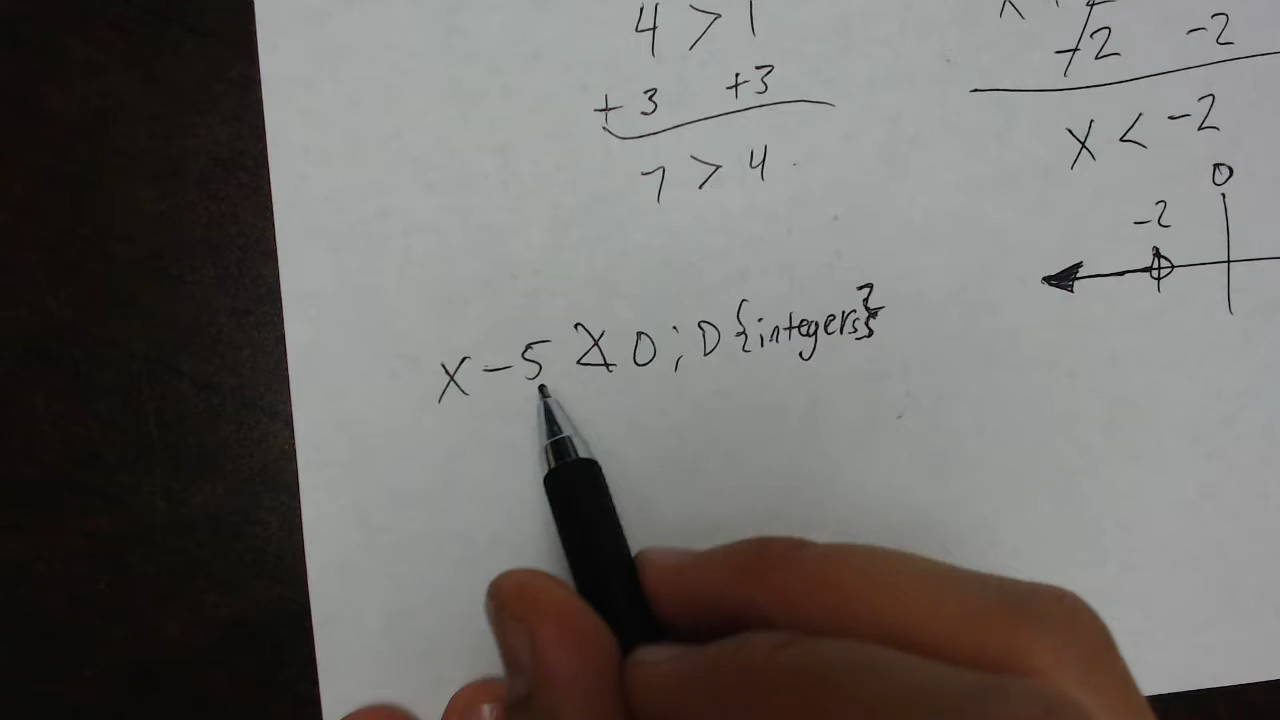 4 > 1
+ 3 +3
7 > 4
+2 -2
x < -2
0
-2
x - 5 ≥ 0 ; D {integers}